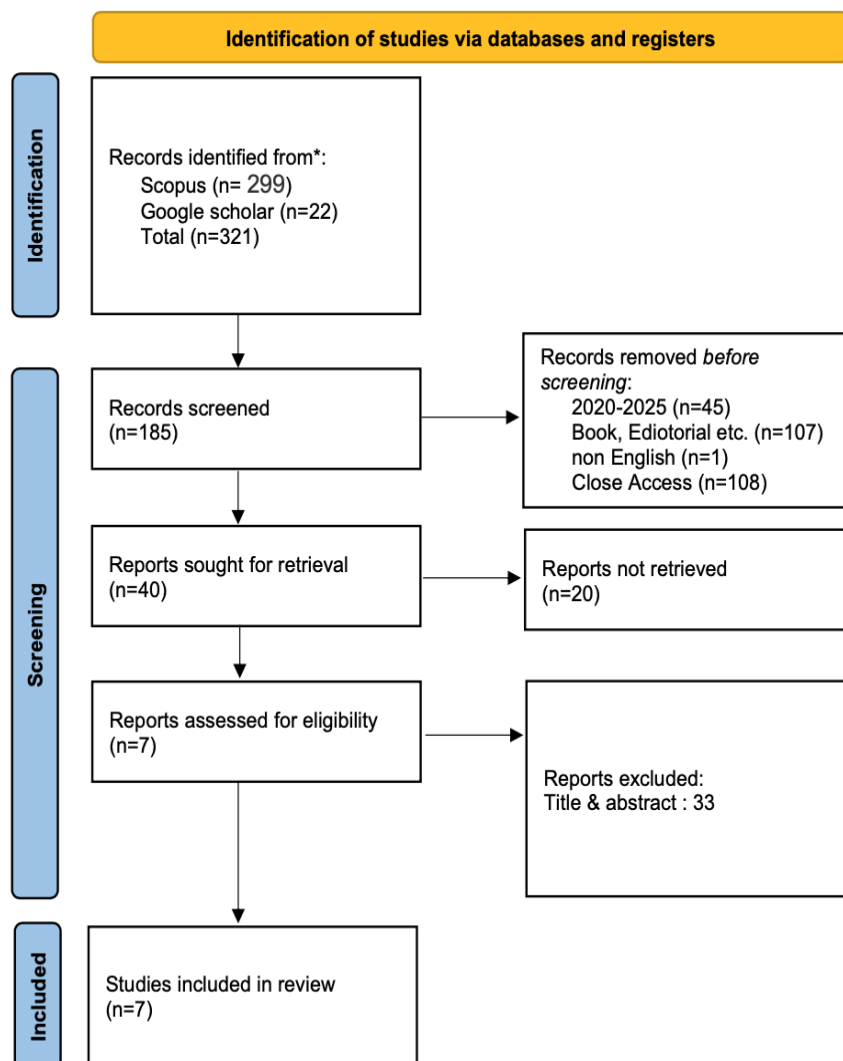 Identification of studies via databases and registers
Identification
Records identified from*:
Scopus (n= 299)
Google scholar (n=22)
Total (n=321)
Screening
Records screened
(n=185)
Records removed before
screening:
2020-2025 (n=45)
Book, Ediotorial etc. (n=107)
non English (n=1)
Close Access (n=108)
Reports sought for retrieval
(n=40)
Reports not retrieved
(n=20)
Reports assessed for eligibility
(n=7)
Reports excluded:
Title & abstract : 33
Included
Studies included in review
(n=7)